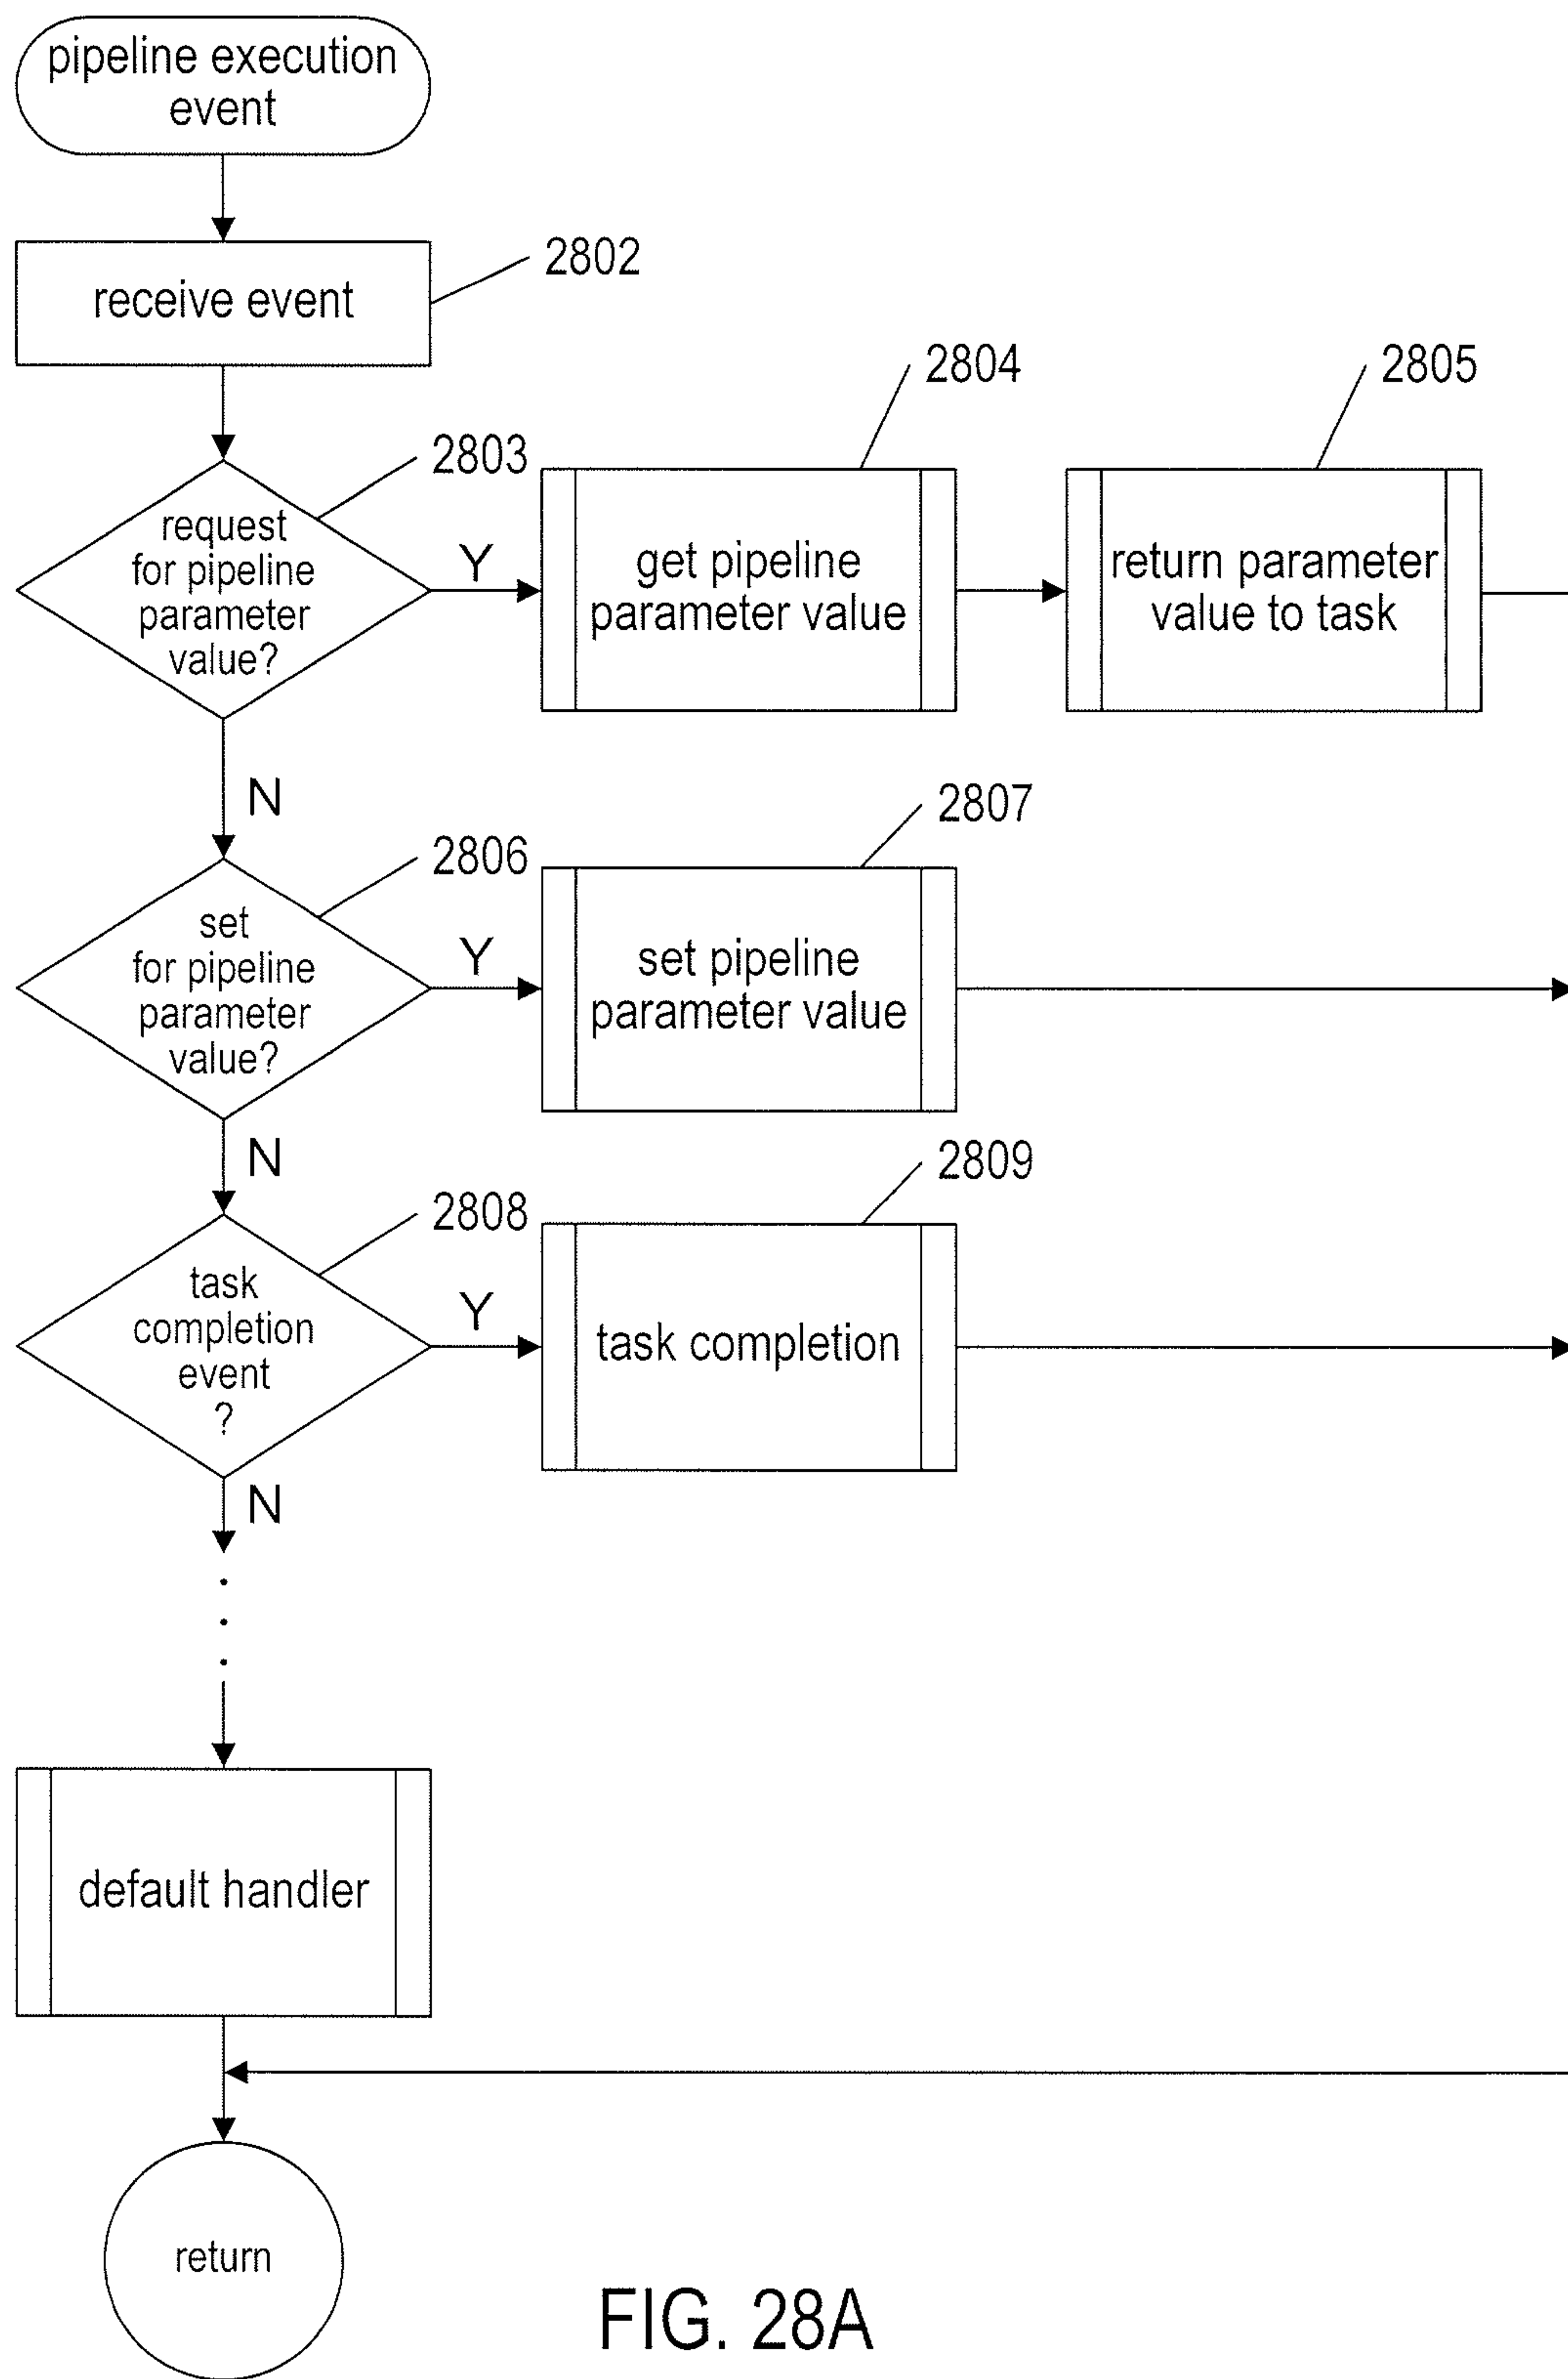 pipeline execution
event
2802
receive event
2804
2805
2803
request
for pipeline
parameter
value?
Y
get pipeline
parameter value
return parameter
value to task
N
2807
2806
set
for pipeline
parameter
value?
Y
set pipeline
parameter value
N
2809
2808
task
completion
event
?
Y
task completion
N
default handler
return
FIG. 28A